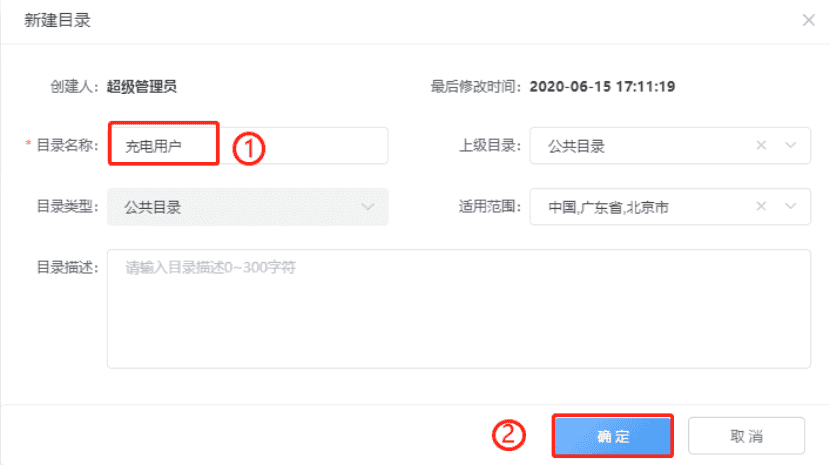 新建目录
创建人: 超级管理员 最后修改时间: 2020-06-15 17:11:19
* 目录名称: 充电用户 ① 上级目录: 公共目录
目录类型: 公共目录 适用范围: 中国,广东省,北京市
目录描述: 请输入目录描述0~300字符
② 确定 取消